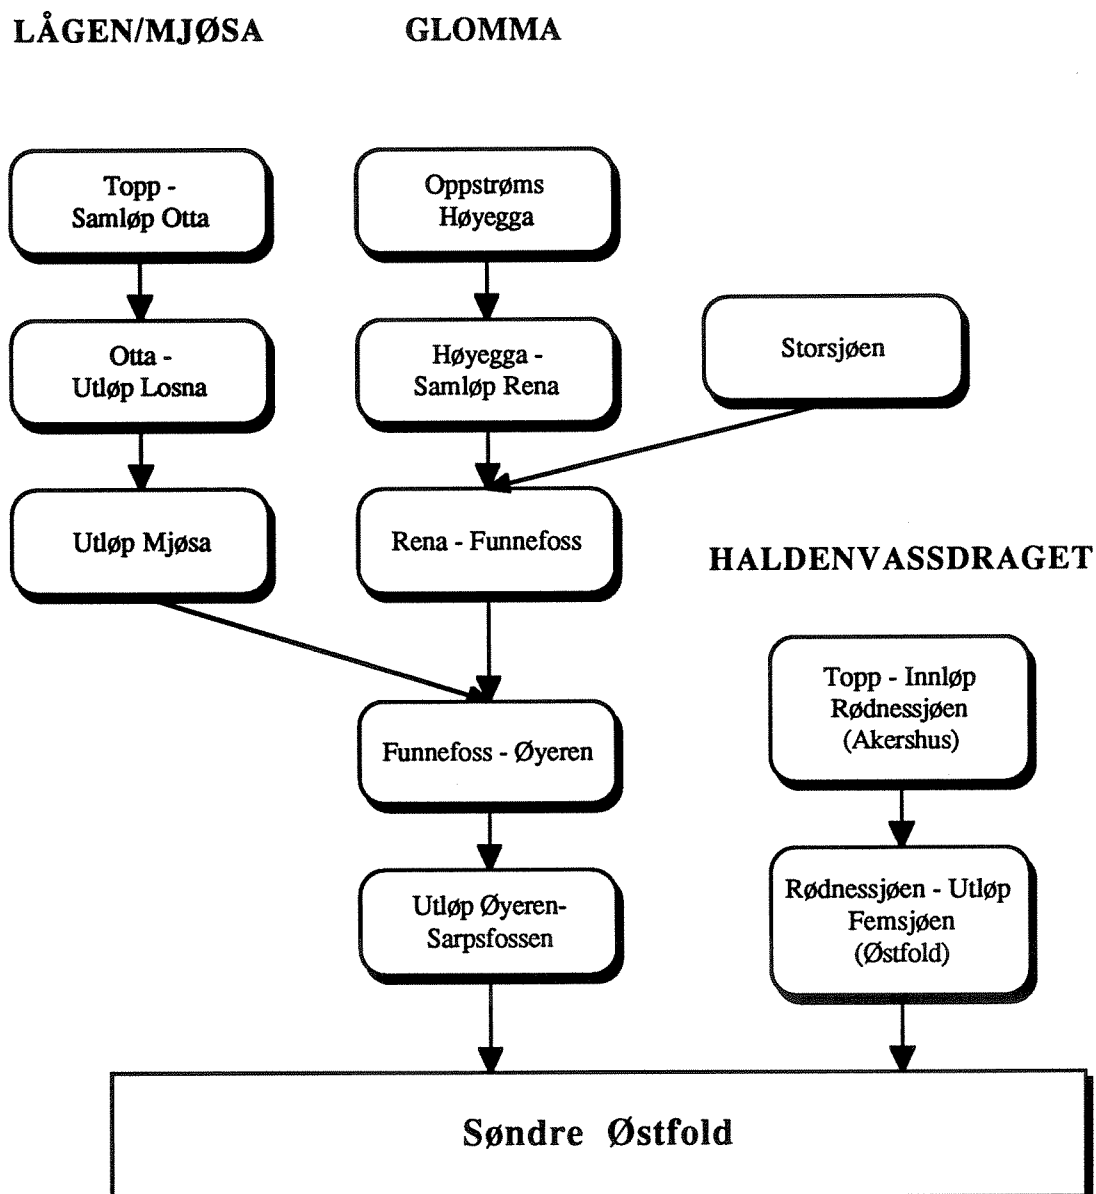 LÅGEN/MJØSA
GLOMMA
Topp -
Samløp Otta
Oppstrøms
Høyegga
Otta -
Utløp Losna
Høyegga -
Samløp Rena
Storsjøen
Utløp Mjøsa
Rena - Funnefoss
HALDENVASSDRAGET
Topp - Innløp
Rødnessjøen
(Akershus)
Funnefoss - Øyeren
Utløp Øyeren-
Sarpsfossen
Rødnessjøen - Utløp
Femsjøen
(Østfold)
Søndre Østfold